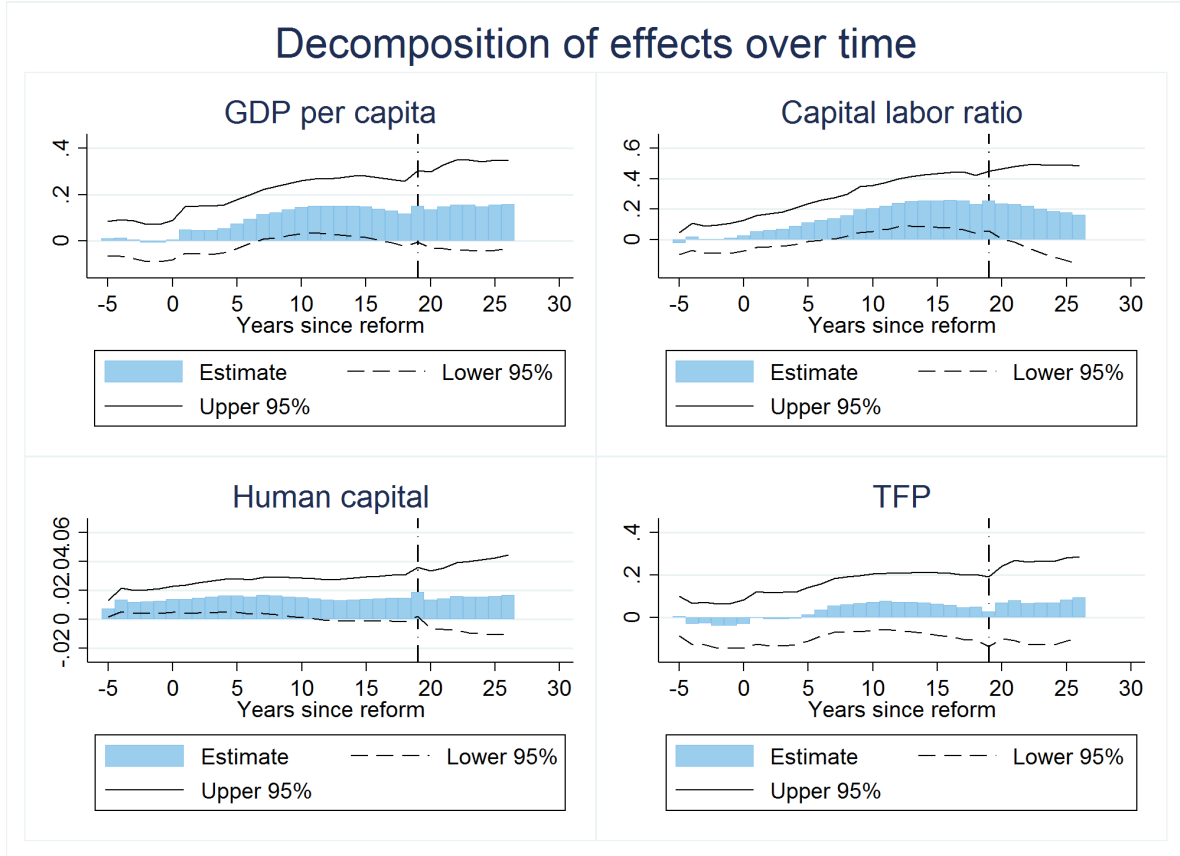 Decomposition of effects over time
GDP per capita
.4
.2
0
-5 0 5 10 15 20 25 30
Years since reform
Estimate Lower 95%
Upper 95%
Capital labor ratio
.6
.4
.2
0
-5 0 5 10 15 20 25 30
Years since reform
Estimate Lower 95%
Upper 95%
Human capital
.06
.04
.02
0
-.02
-5 0 5 10 15 20 25 30
Years since reform
Estimate Lower 95%
Upper 95%
TFP
.4
.2
0
-5 0 5 10 15 20 25 30
Years since reform
Estimate Lower 95%
Upper 95%